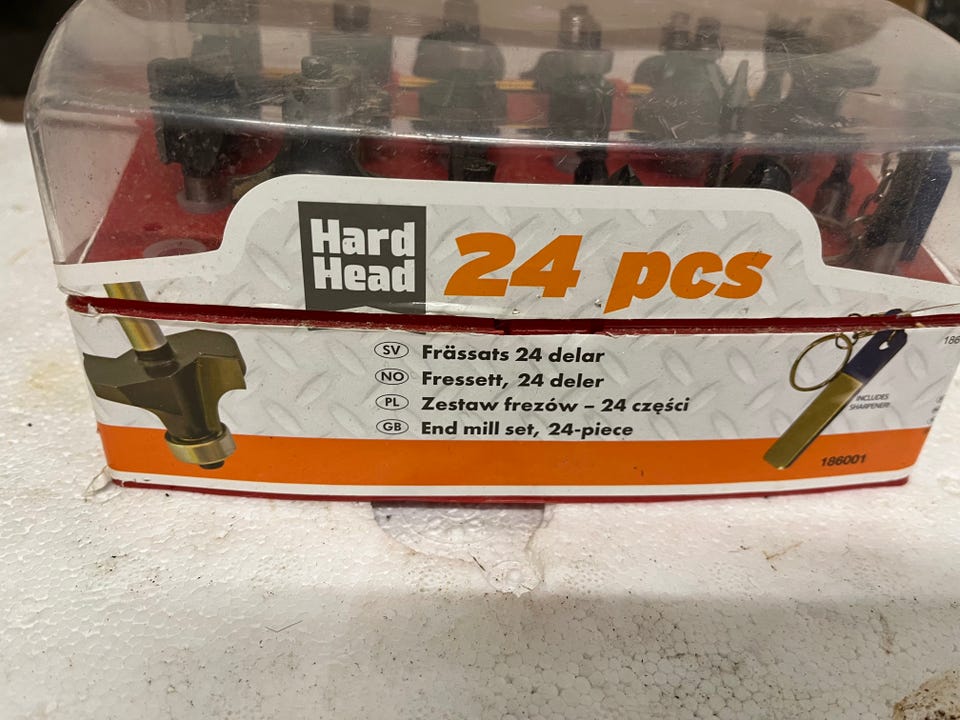 Hard
Head
24 pcs
SV Frässats 24 delar
NO Fressett, 24 deler
PL Zestaw frezów – 24 części
GB End mill set, 24-piece
INCLUDES
SHARPENER!
186001
186